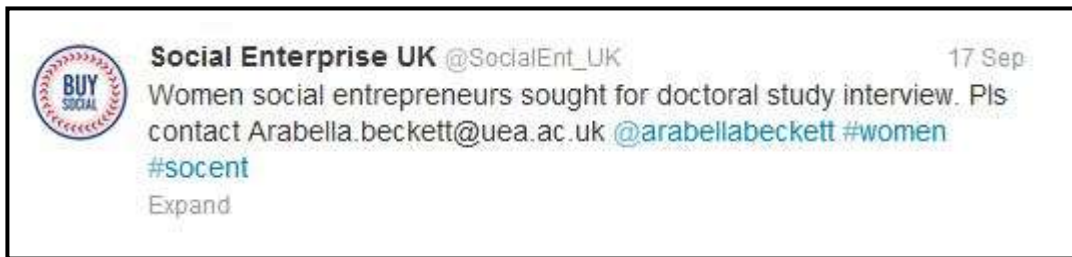 BUY
SOCIAL
Social Enterprise UK @SocialEnt_UK 17 Sep
Women social entrepreneurs sought for doctoral study interview. Pls
contact Arabella.beckett@uea.ac.uk @arabellabeckett #women
#socent
Expand